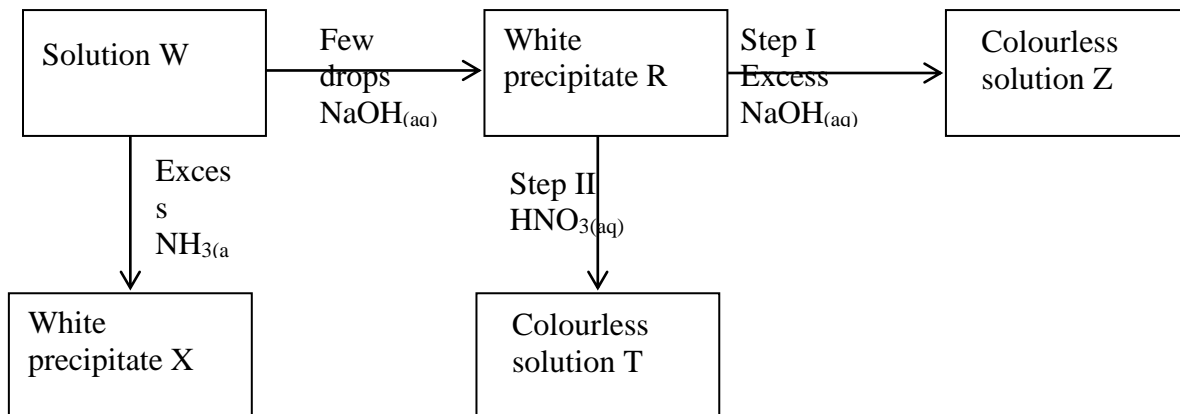 Solution W
Few
drops
NaOH(aq)
White
precipitate R
Step I
Excess
NaOH(aq)
Colourless
solution Z
Exces
s
NH3(a
Step II
HNO3(aq)
White
precipitate X
Colourless
solution T